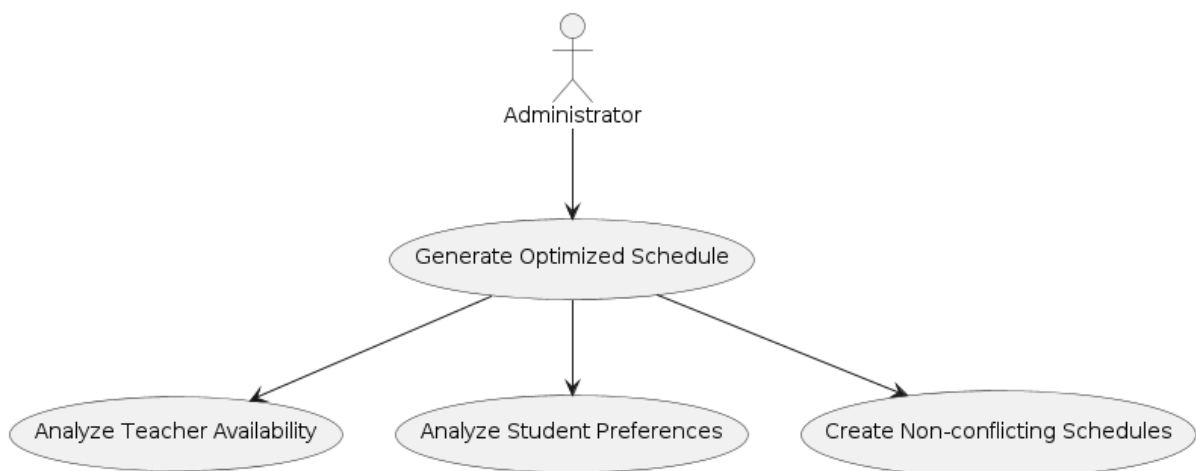 Administrator
Generate Optimized Schedule
Analyze Teacher Availability
Analyze Student Preferences
Create Non-conflicting Schedules